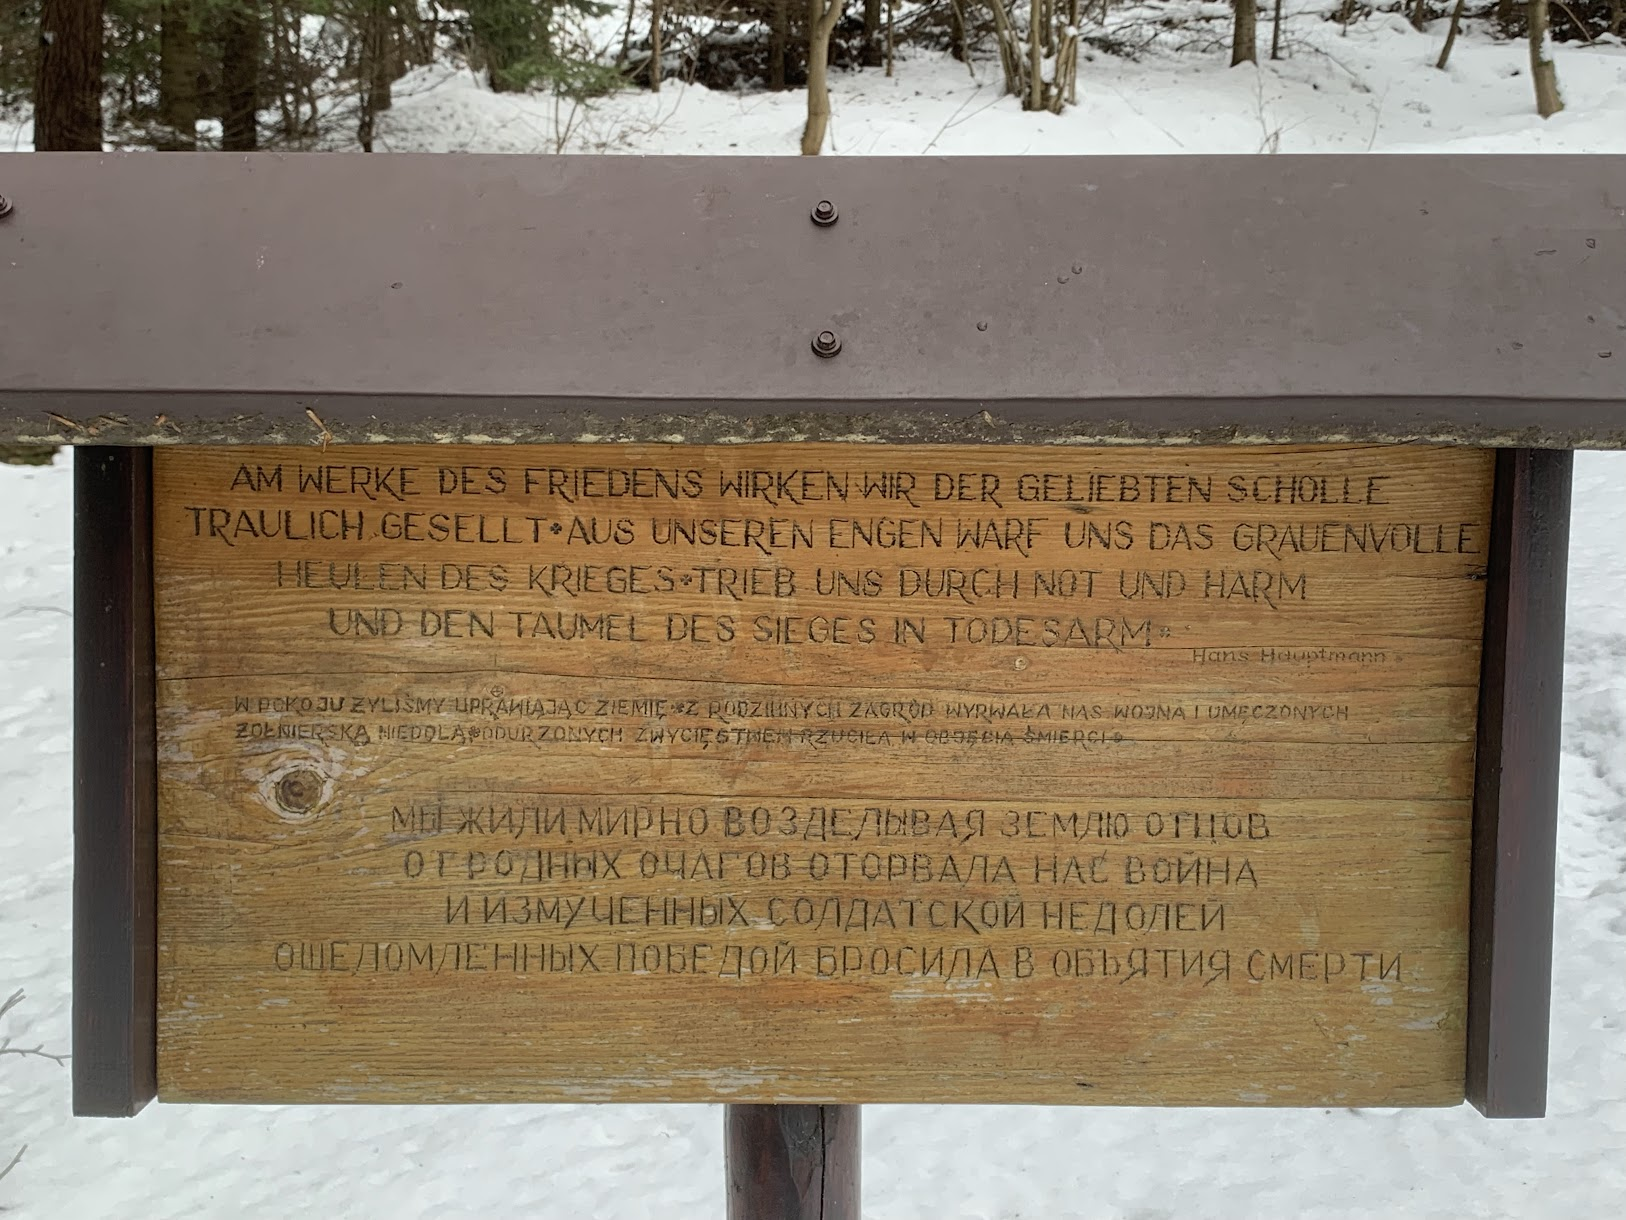 AM WERKE DES FRIEDENS WIRKEN·WIR DER GELIEBTEN SCHOLLE
TRAULICH GESELLT*AUS UNSEREN ENGEN WARF UNS DAS GRAUENVOLLE
HEULEN DES KRIEGES*TRIEB UNS DURCH NOT UND HARM
UND DEN TAUMEL DES SIEGES IN TODESARM*
Hans Hauptmann
W POKOJU ŻYLIŚMY UPRAWIAJĄC ZIEMIĘ*Z RODZINNYCH ZAGRÓD WYRWAŁA NAS WOJNA I UMĘCZONYCH
ŻOŁNIERSKĄ NIEDOLĄ*ODURZONYCH ZWYCIĘSTWEM RZUCIŁA W OBJĘCIA ŚMIERCI*
МЫ ЖИЛИ МИРНО ВОЗДЕЛЫВАЯ ЗЕМЛЮ ОТЦОВ
ОТ РОДНЫХ ОЧАГОВ ОТОРВАЛА НАС ВОЙНА
И ИЗМУЧЕННЫХ СОЛДАТСКОЙ НЕДОЛЕЙ
ОШЕЛОМЛЕННЫХ ПОБЕДОЙ БРОСИЛА В ОБЪЯТИЯ СМЕРТИ